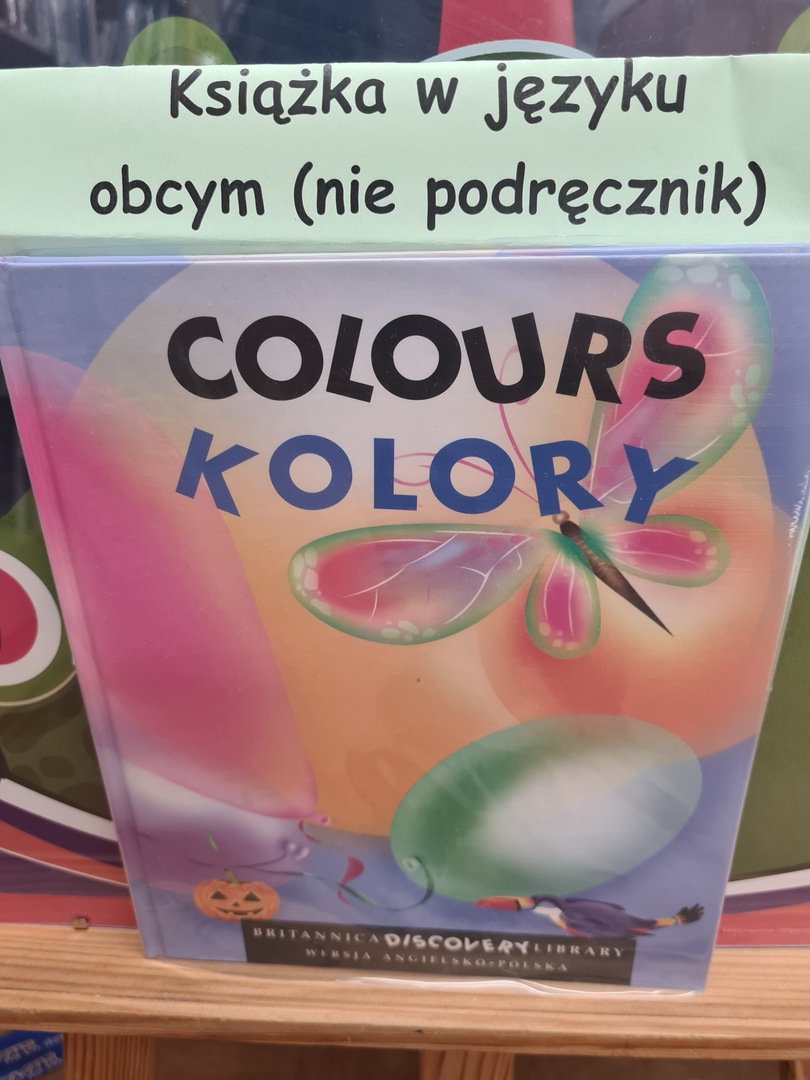 Książka w języku
obcym (nie podręcznik)
COLOURS
KOLORY
BRITANNICA DISCOVERY LIBRARY
WERSJA ANGIELSKO-POLSKA